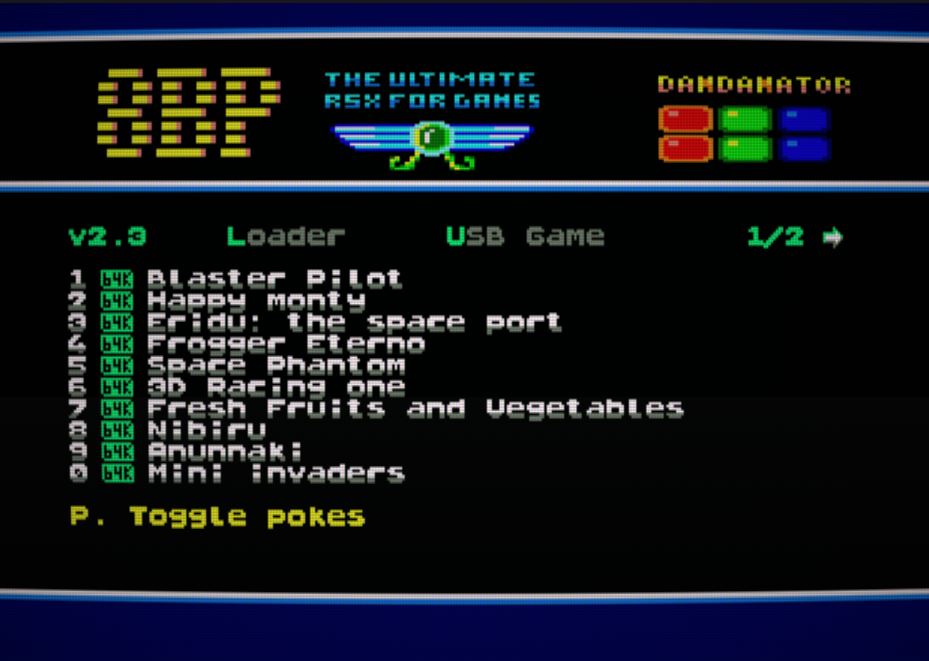 8BP
THE ULTIMATE
RSX FOR GAMES
DANDANATOR
v2.3 Loader USB Game 1/2 →
1 64K Blaster Pilot
2 64K Happy monty
3 64K Eridu: the space port
4 64K Frogger Eterno
5 64K Space Phantom
6 64K 3D Racing one
7 64K Fresh Fruits and Vegetables
8 64K Nibiru
9 64K Anunnaki
0 64K Mini invaders
P. Toggle pokes